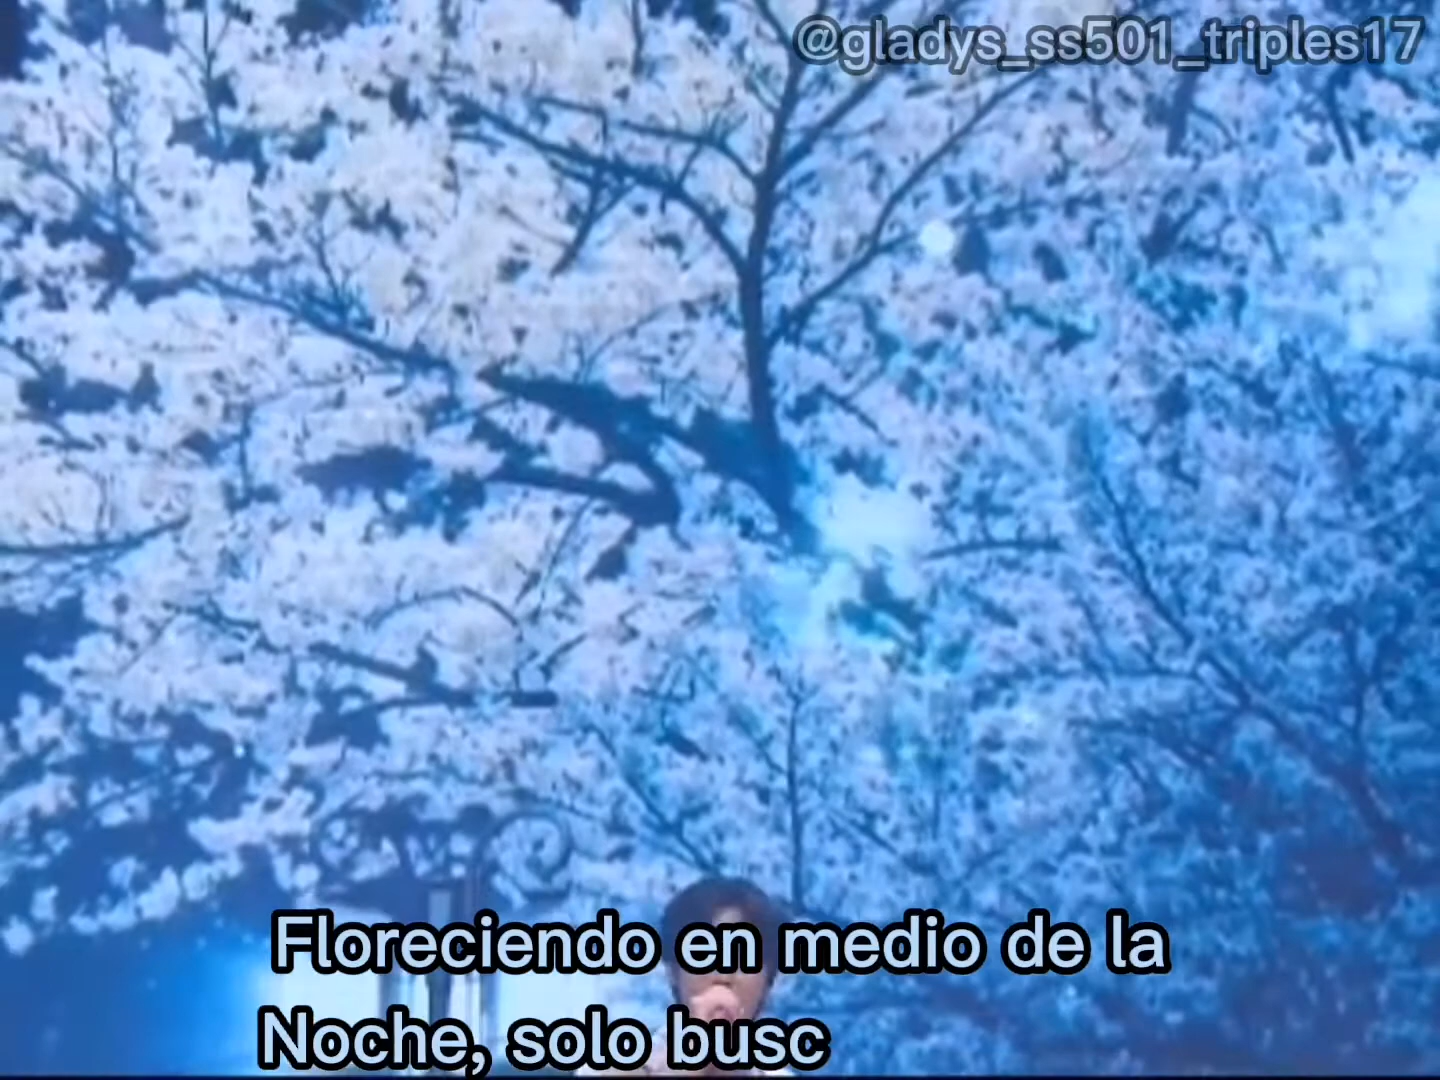 @gladys_ss501_triples17
Floreciendo en medio de la
Noche, solo busc